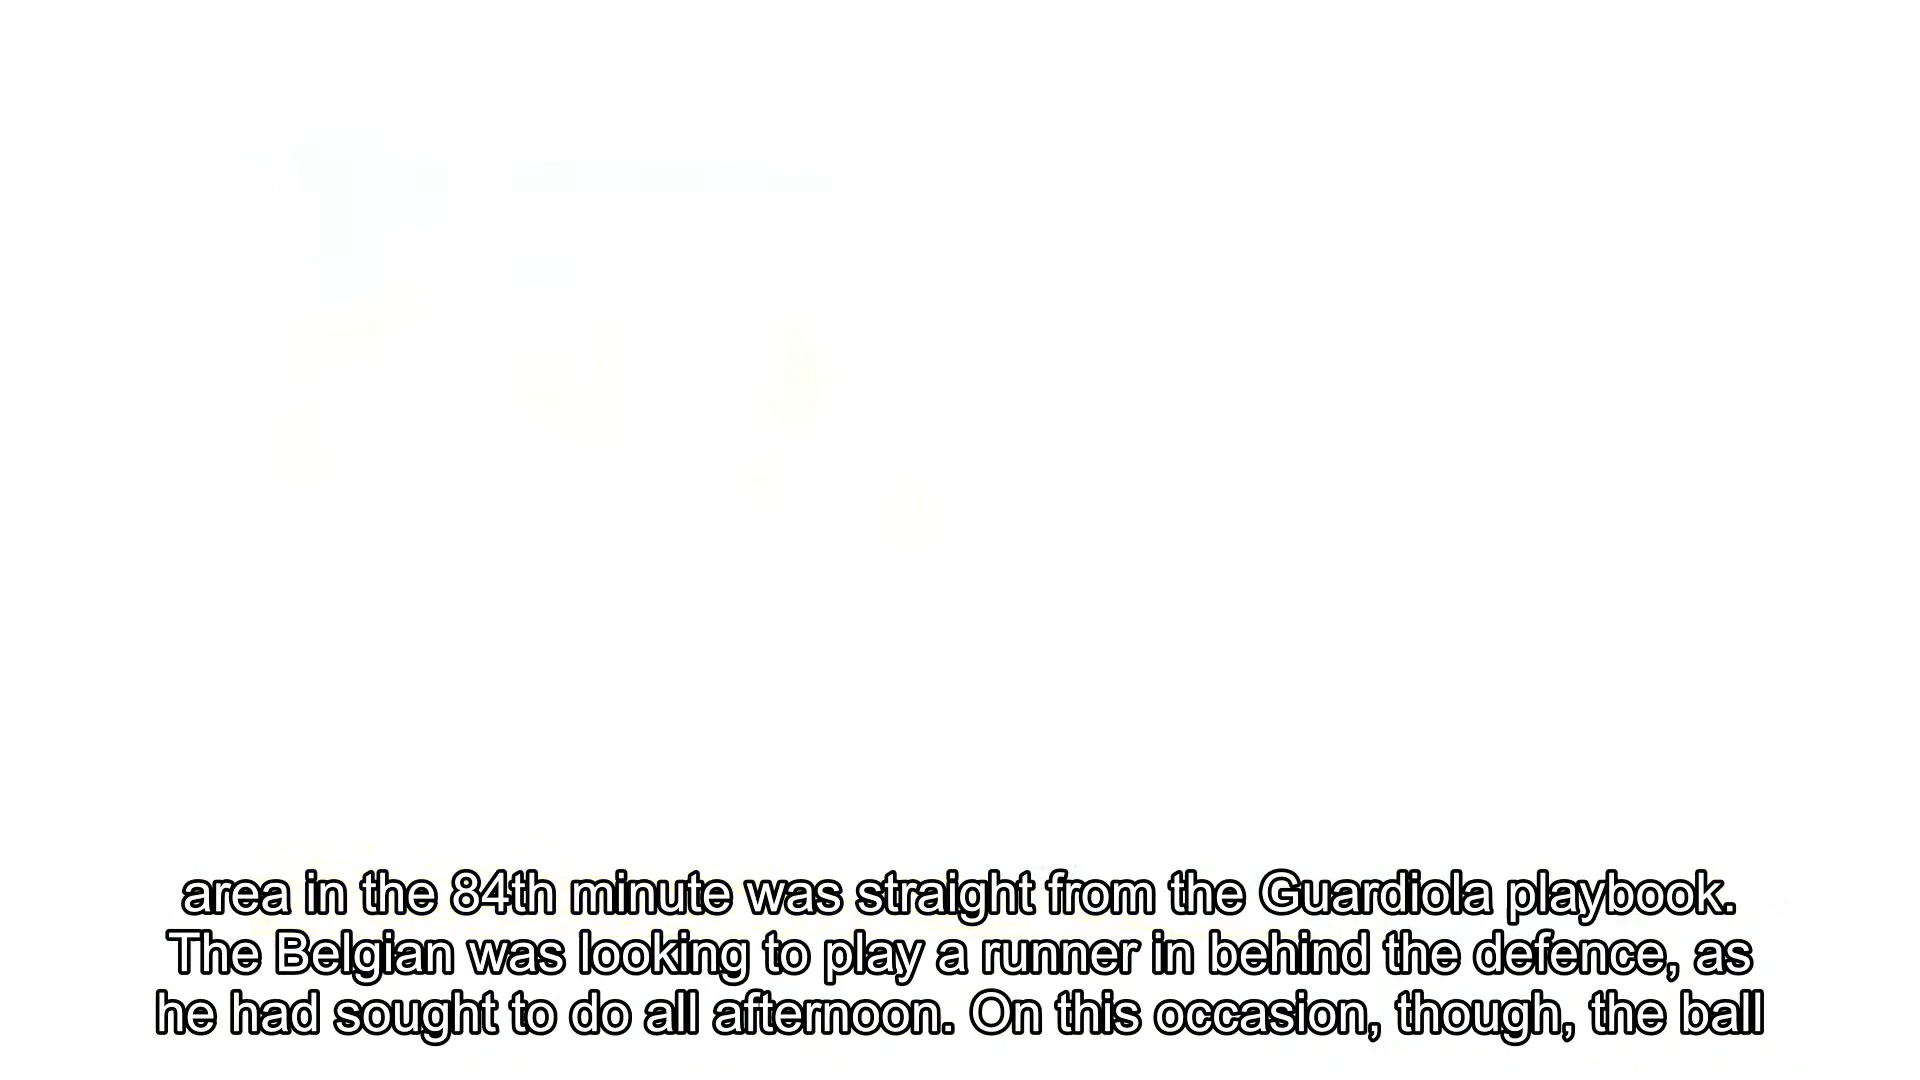 area in the 84th minute was straight from the Guardiola playbook.
The Belgian was looking to play a runner in behind the defence, as
he had sought to do all afternoon. On this occasion, though, the ball